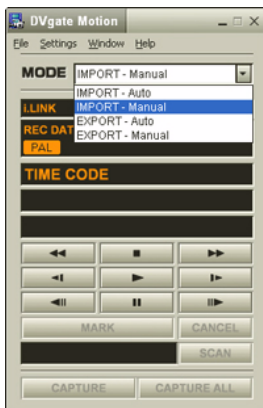 DVgate Motion
File Settings Window Help
MODE IMPORT - Manual
IMPORT - Auto
i.LINK IMPORT - Manual
REC DAT EXPORT - Auto
EXPORT - Manual
PAL
TIME CODE
MARK CANCEL
SCAN
CAPTURE CAPTURE ALL